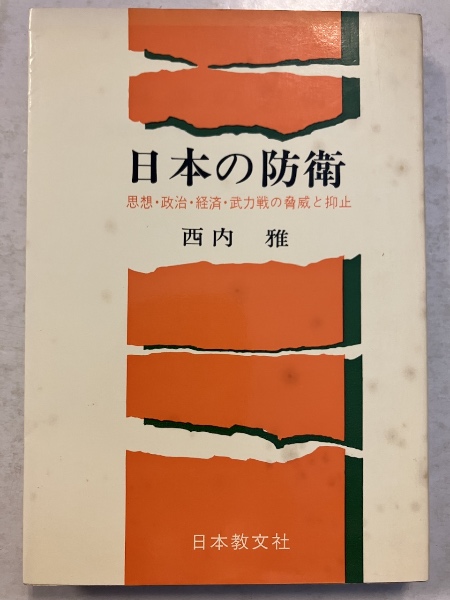 日本の防衛
思想・政治・経済・武力戦の脅威と抑止
西内 雅
日本教文社